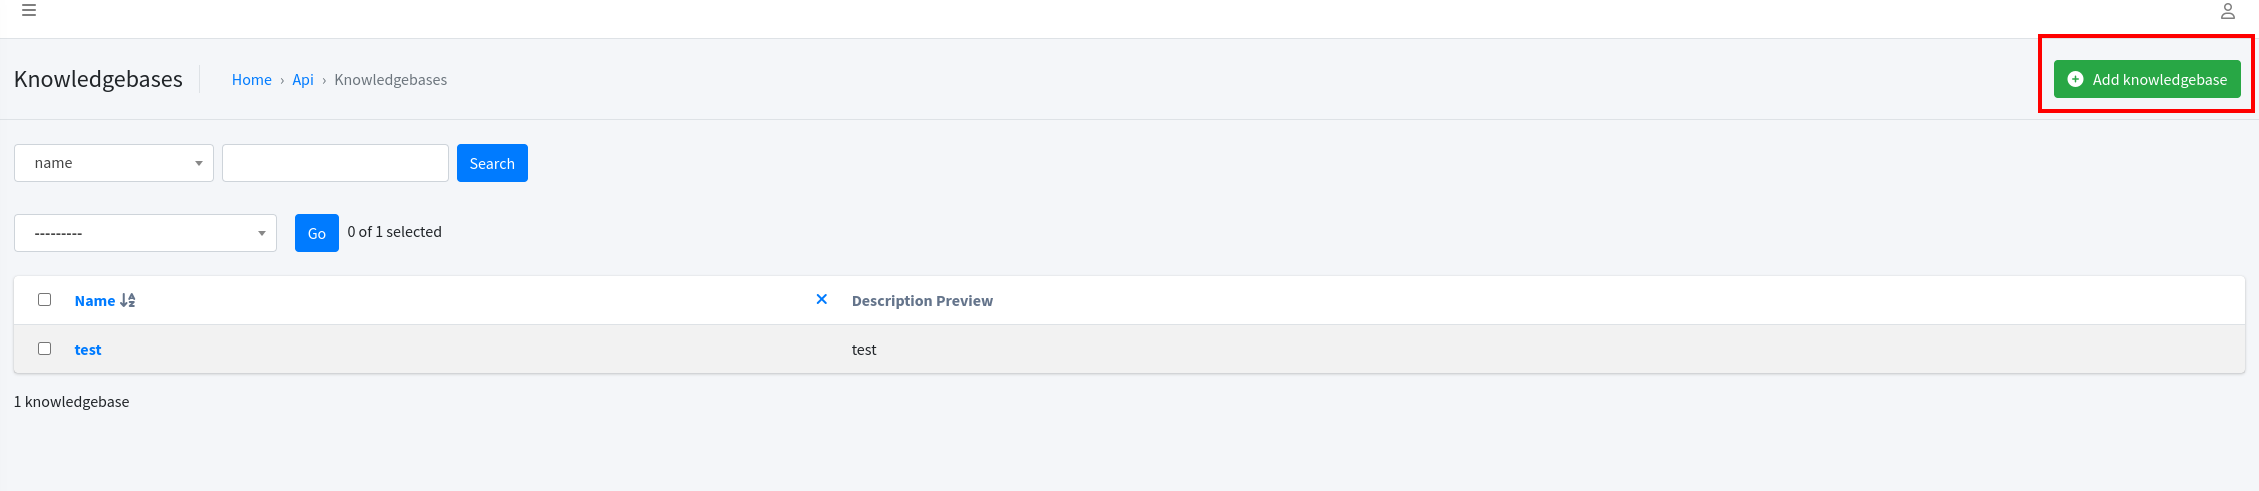 Knowledgebases
Home › Api › Knowledgebases
Add knowledgebase
name
Search
---------
Go
0 of 1 selected
Name
Description Preview
test
test
1 knowledgebase